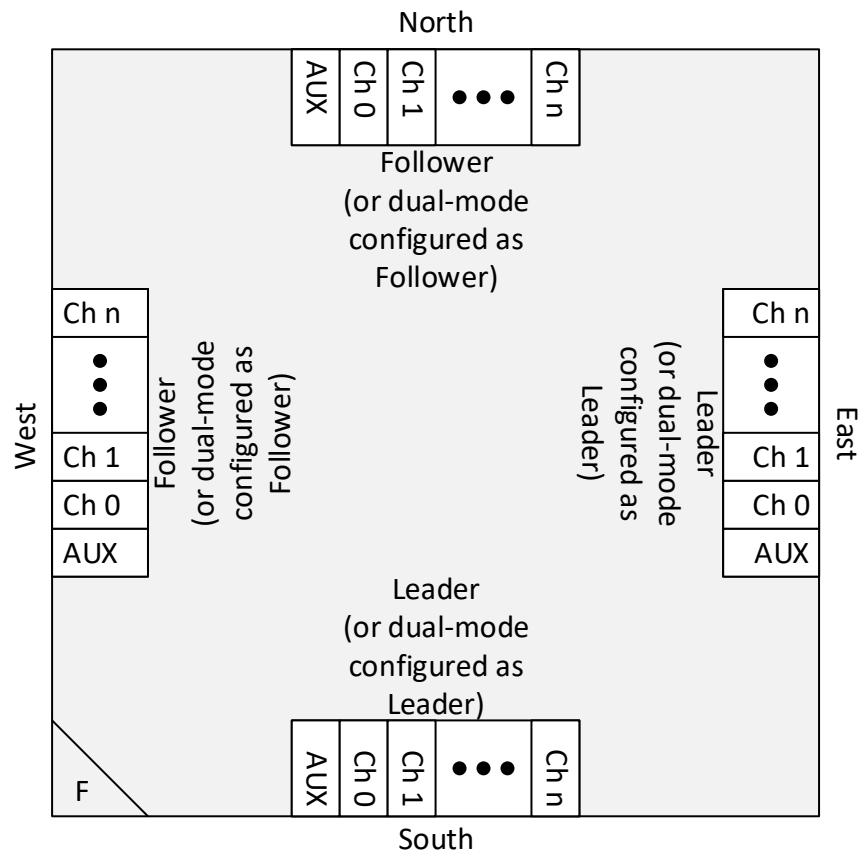 North
AUX
Ch 0
Ch 1
Ch n
Follower
(or dual-mode
configured as
Follower)
West
Ch n
Ch 1
Ch 0
AUX
Follower
(or dual-mode
configured as
Follower)
Leader
(or dual-mode
configured as
Leader)
Ch n
Ch 1
Ch 0
AUX
East
Leader
(or dual-mode
configured as
Leader)
AUX
Ch 0
Ch 1
Ch n
F
South